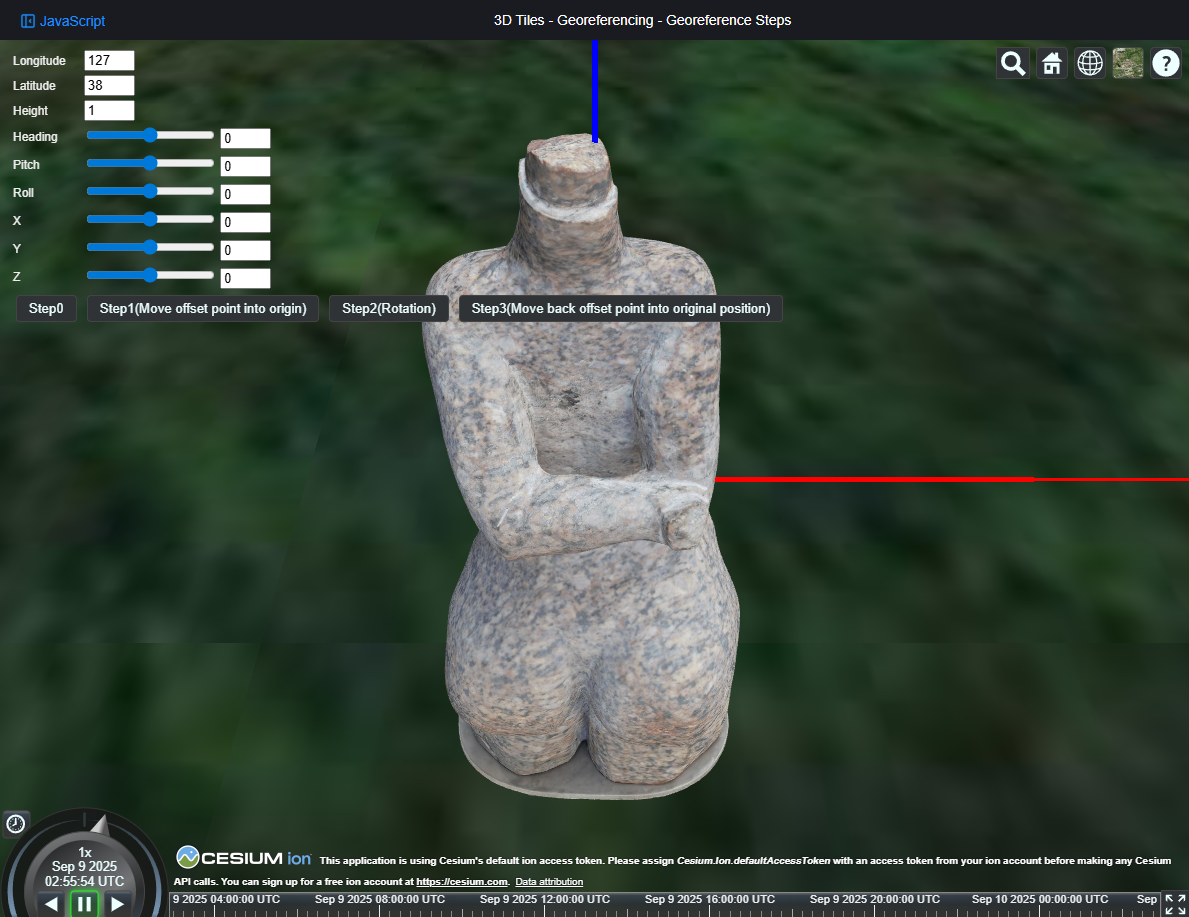 JavaScript
3D Tiles - Georeferencing - Georeference Steps
Longitude 127
Latitude 38
Height 1
Heading 0
Pitch 0
Roll 0
X 0
Y 0
Z 0
Step0 Step1(Move offset point into origin) Step2(Rotation) Step3(Move back offset point into original position)
?
1x
Sep 9 2025
02:55:54 UTC
CESIUM ion This application is using Cesium's default ion access token. Please assign Cesium.Ion.defaultAccessToken with an access token from your ion account before making any Cesium
API calls. You can sign up for a free ion account at https://cesium.com. Data attribution
9 2025 04:00:00 UTC Sep 9 2025 08:00:00 UTC Sep 9 2025 12:00:00 UTC Sep 9 2025 16:00:00 UTC Sep 9 2025 20:00:00 UTC Sep 10 2025 00:00:00 UTC Sep